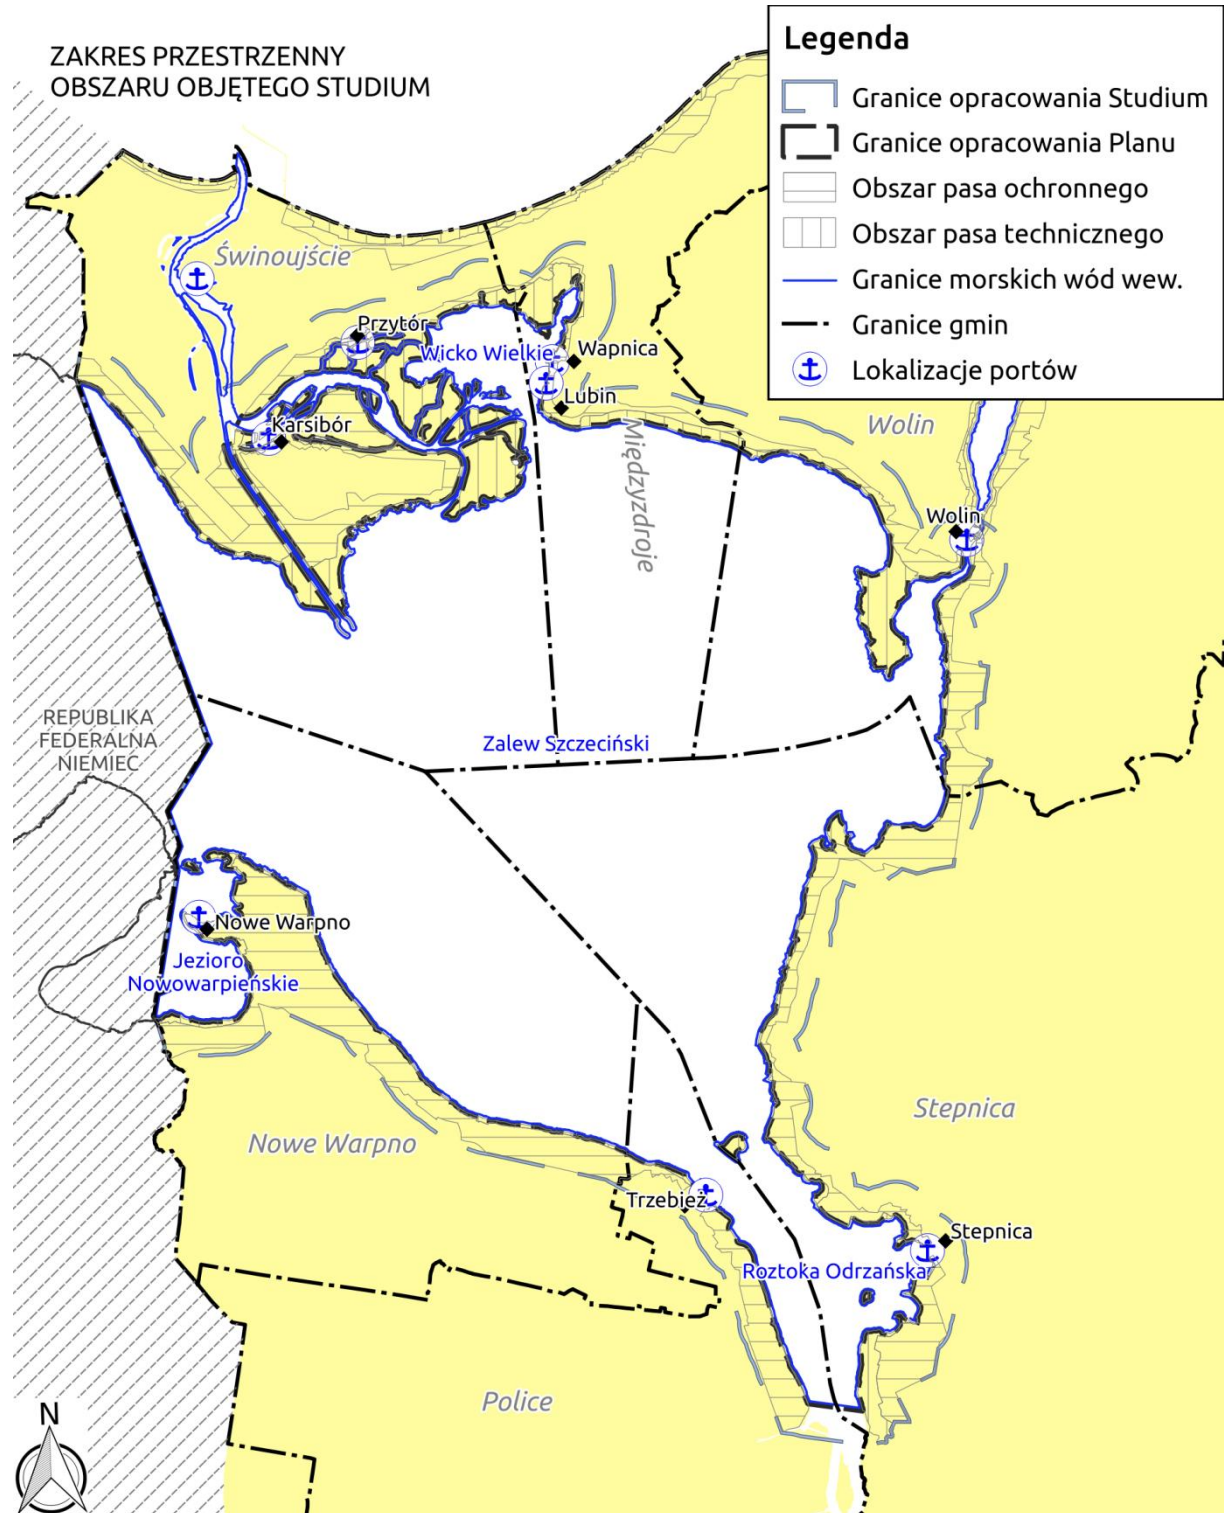 ZAKRES PRZESTRZENNY
OBSZARU OBJĘTEGO STUDIUM
Legenda
Granice opracowania Studium
Granice opracowania Planu
Obszar pasa ochronnego
Obszar pasa technicznego
Granice morskich wód wew.
Granice gmin
Lokalizacje portów
Świnoujście
Przytór
Wicko Wielkie
Wapnica
Lubin
Karsibór
Międzyzdroje
Wolin
Wolin
REPUBLIKA
FEDERALNA
NIEMIEC
Zalew Szczeciński
Nowe Warpno
Jezioro
Nowowarpieńskie
Nowe Warpno
Stepnica
Trzebież
Stepnica
Roztoka Odrzańska
Police
N